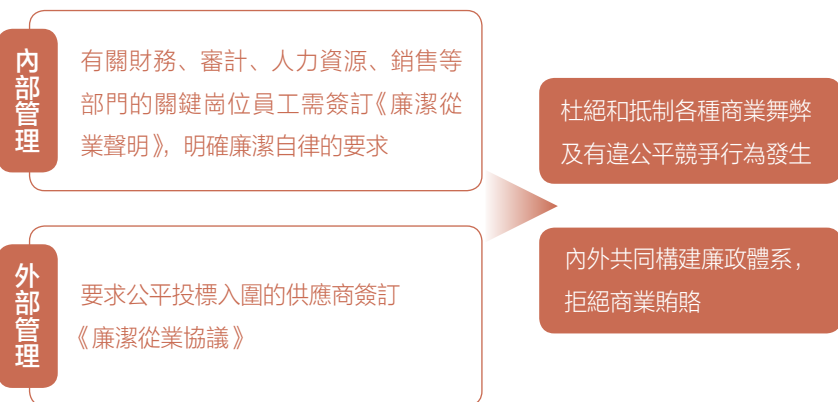 內部管理
有關財務、審計、人力資源、銷售等
部門的關鍵崗位員工需簽訂《廉潔從
業聲明》，明確廉潔自律的要求
外部管理
要求公平投標入圍的供應商簽訂
《廉潔從業協議》
杜絕和抵制各種商業舞弊
及有違公平競爭行為發生
內外共同構建廉政體系，
拒絕商業賄賂